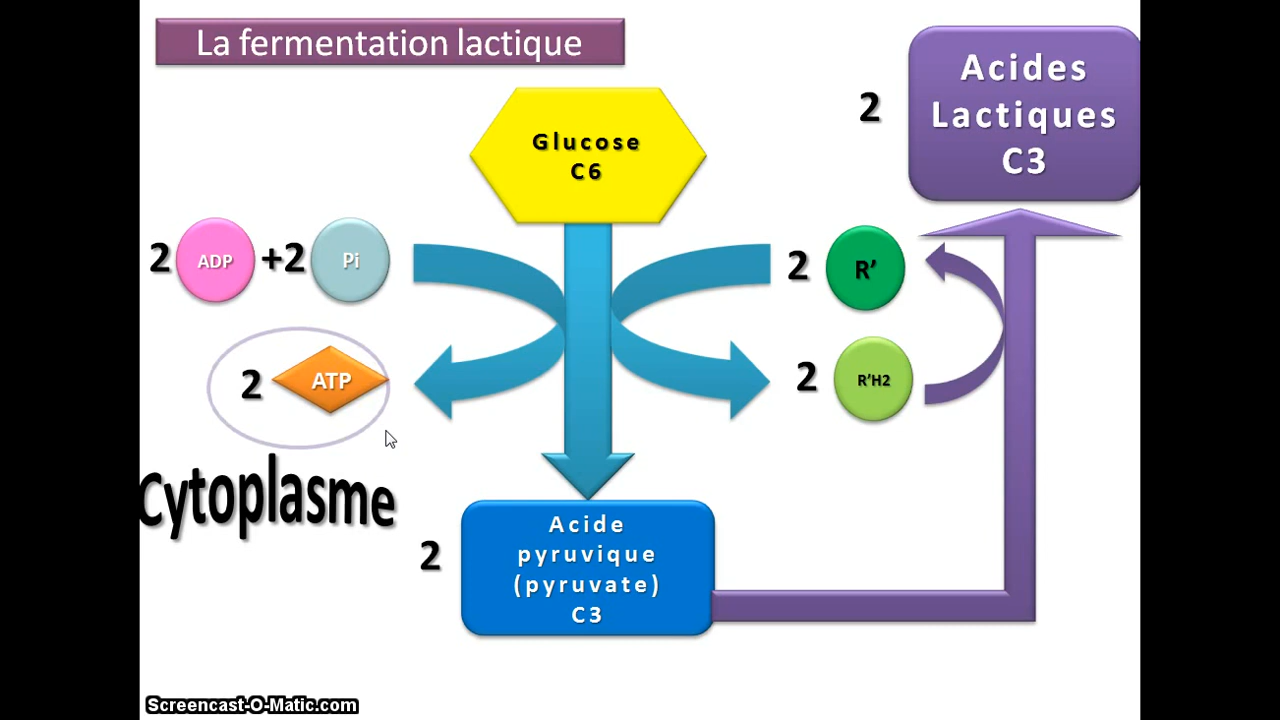 La fermentation lactique
Acides
Lactiques
C3
2
Glucose
C6
2 ADP +2 Pi
2 R’
2 ATP
2 R’H2
Cytoplasme
2
Acide
pyruvique
(pyruvate)
C3
Screencast-O-Matic.com